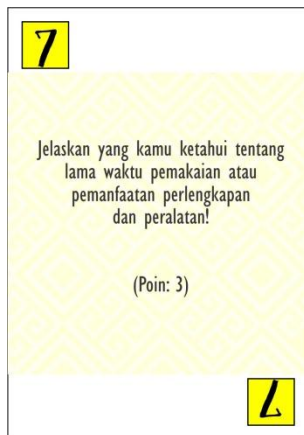 7
Jelaskan yang kamu ketahui tentang
lama waktu pemakaian atau
pemanfaatan perlengkapan
dan peralatan!
(Poin: 3)
7